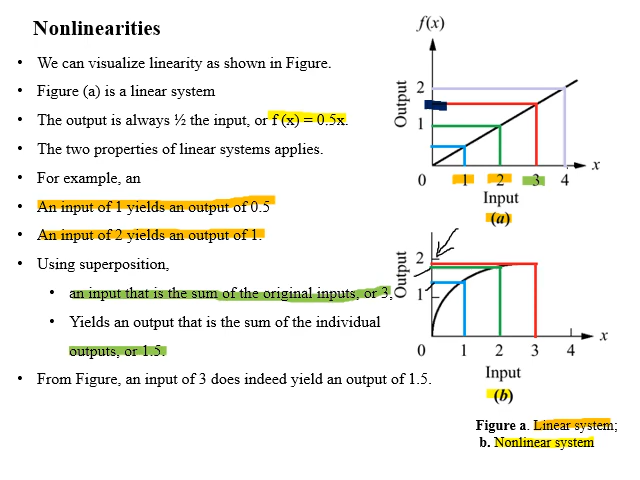 Nonlinearities
• We can visualize linearity as shown in Figure.
• Figure (a) is a linear system
• The output is always ½ the input, or f (x) = 0.5x.
• The two properties of linear systems applies.
• For example, an
• An input of 1 yields an output of 0.5
• An input of 2 yields an output of 1.
• Using superposition,
• an input that is the sum of the original inputs, or 3,
• Yields an output that is the sum of the individual
outputs, or 1.5.
• From Figure, an input of 3 does indeed yield an output of 1.5.
f(x)
Output
2
1
0 1 2 3 4 x
Input
(a)
Output
2
1
x
0 1 2 3 4
Input
(b)
Figure a. Linear system;
b. Nonlinear system